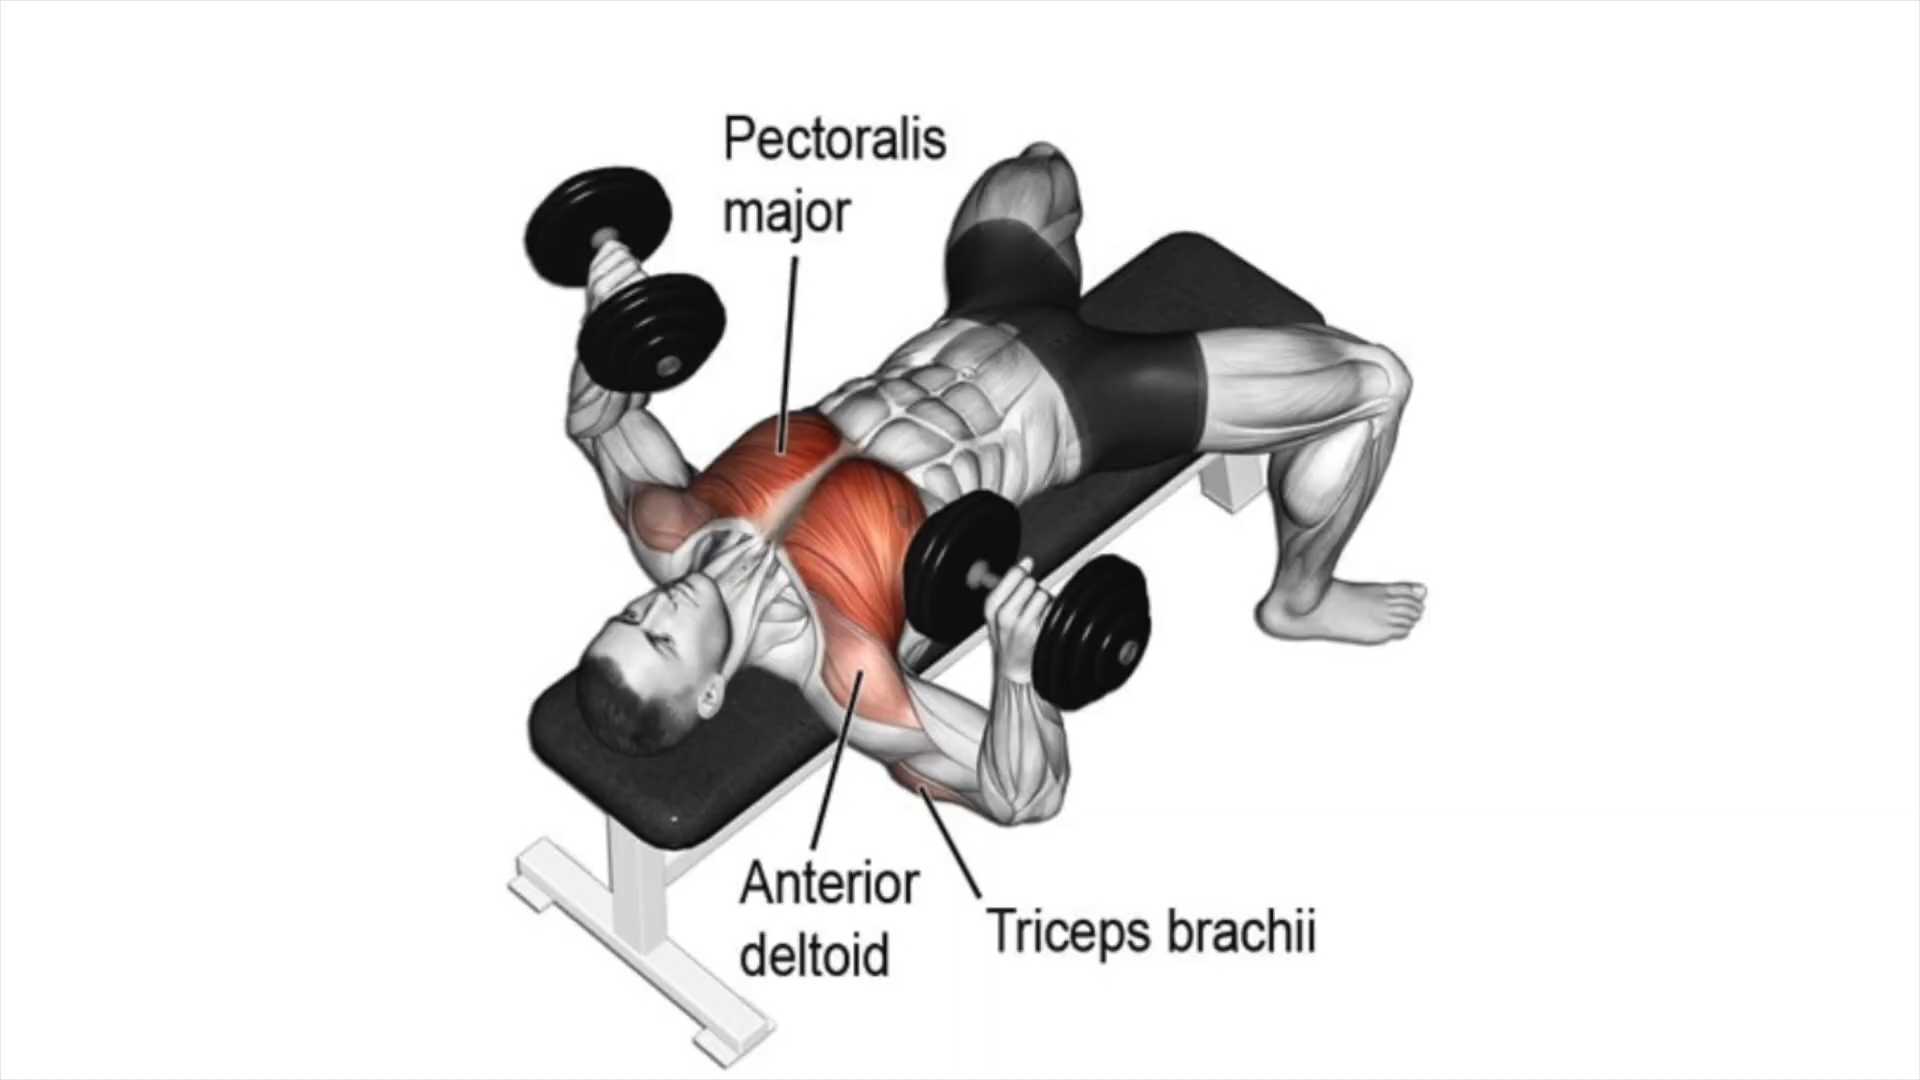 Pectoralis
major
Anterior
deltoid
Triceps brachii